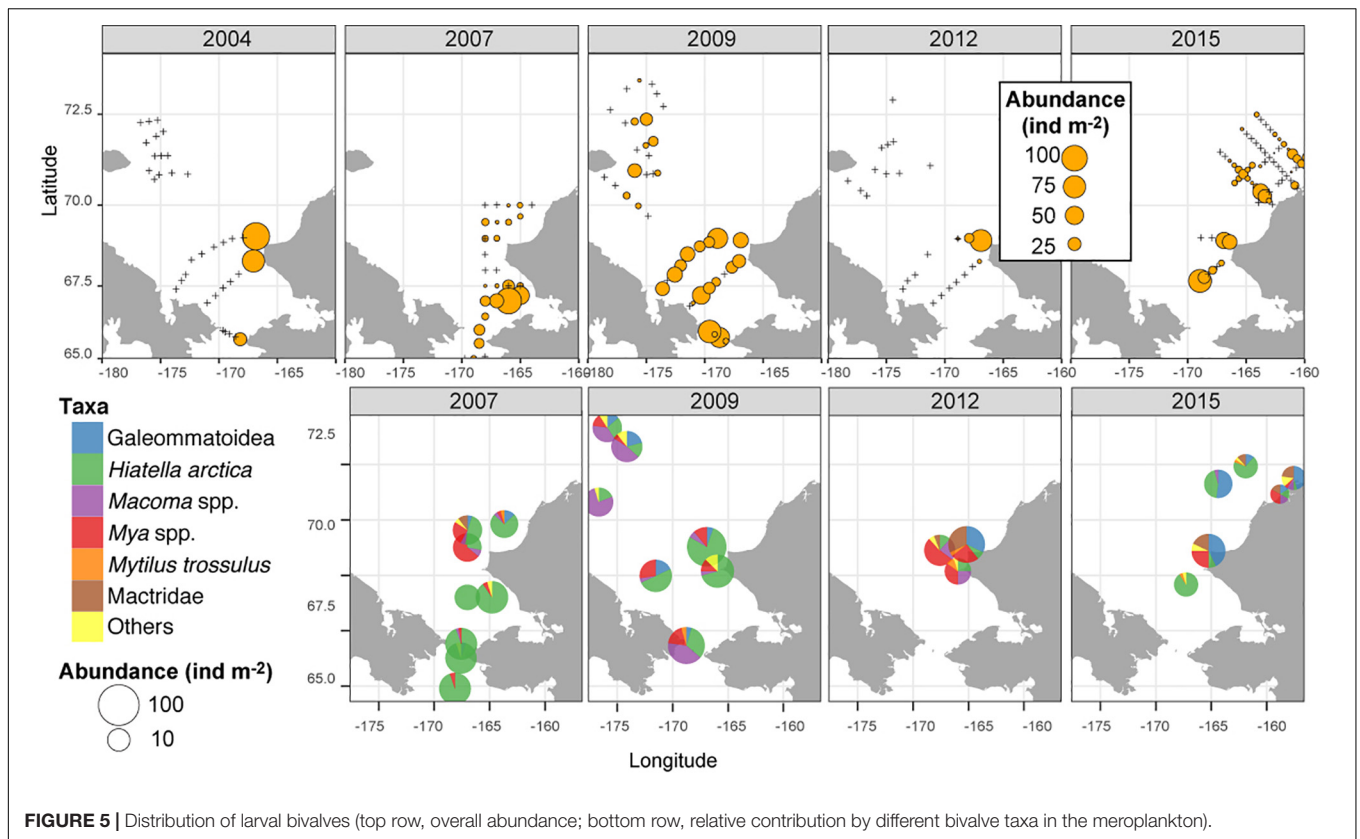 2004 2007 2009 2012 2015
Latitude
72.5
70.0
67.5
65.0
-180 -175 -170 -165
-180 -175 -170 -165
-180 -175 -170 -165
-180 -175 -170 -165
-180 -175 -170 -165 -160
Abundance
(ind m-2)
100
75
50
25
2007 2009 2012 2015
Taxa
Galeommatoidea
Hiatella arctica
Macoma spp.
Mya spp.
Mytilus trossulus
Mactridae
Others
Abundance (ind m-2)
100
10
72.5
70.0
67.5
65.0
-175 -170 -165 -160
-175 -170 -165 -160
-175 -170 -165 -160
-175 -170 -165 -160
Longitude
FIGURE 5 | Distribution of larval bivalves (top row, overall abundance; bottom row, relative contribution by different bivalve taxa in the meroplankton).